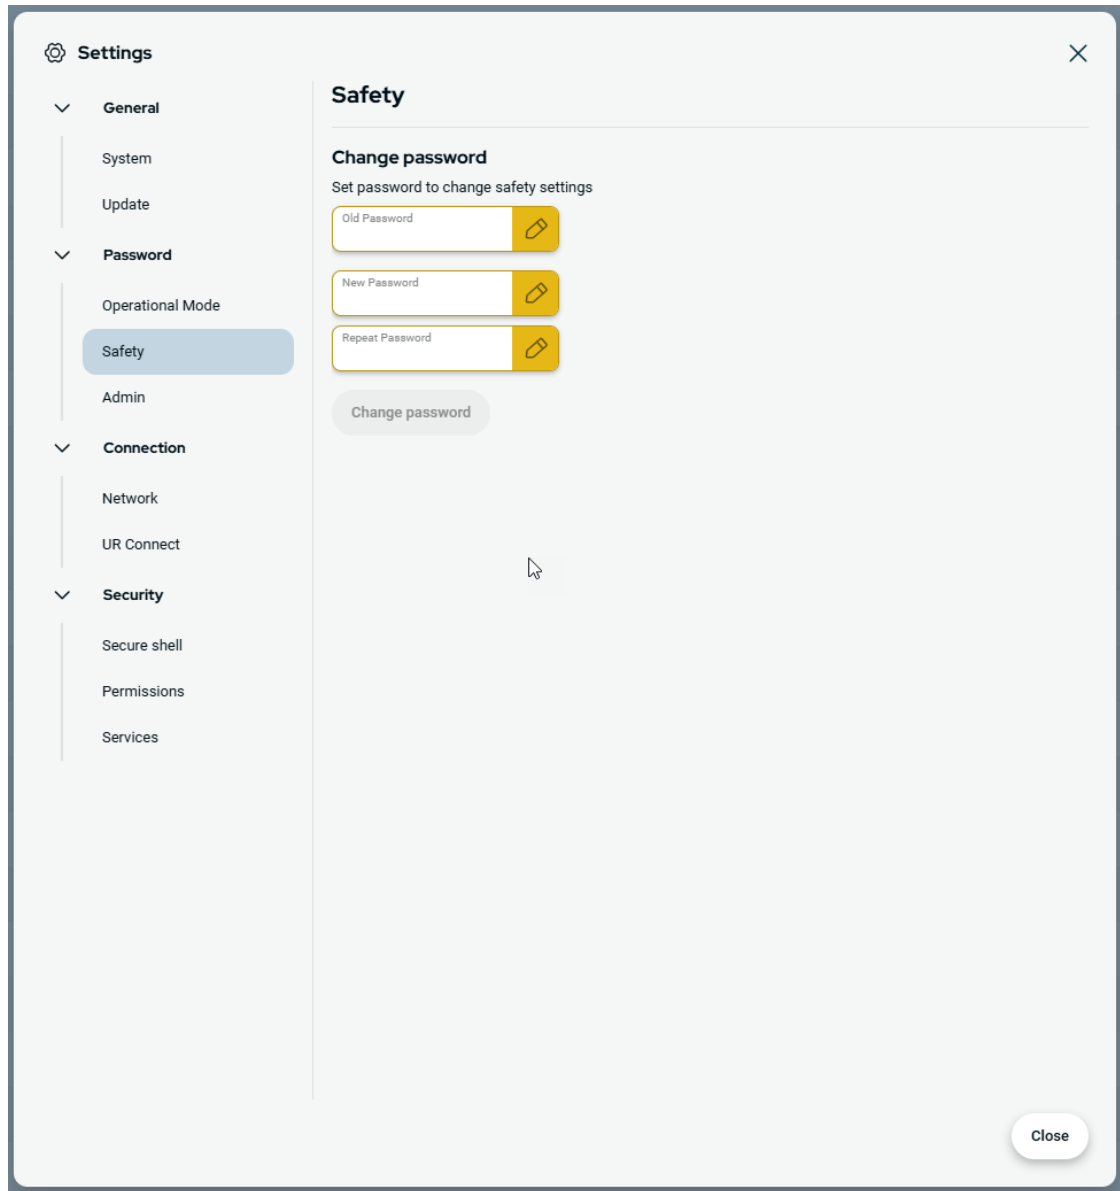 Settings
General
System
Update
Password
Operational Mode
Safety
Admin
Connection
Network
UR Connect
Security
Secure shell
Permissions
Services
Safety
Change password
Set password to change safety settings
Old Password
New Password
Repeat Password
Change password
Close